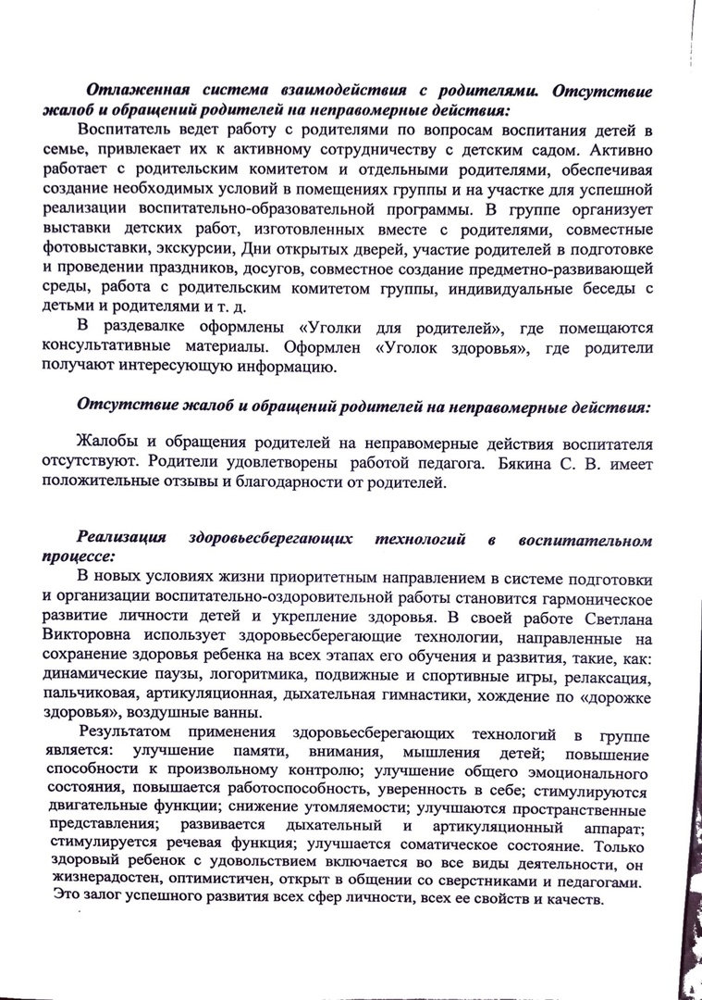 Отлаженная система взаимодействия с родителями. Отсутствие
жалоб и обращений родителей на неправомерные действия:
Воспитатель ведет работу с родителями по вопросам воспитания детей в
семье, привлекает их к активному сотрудничеству с детским садом. Активно
работает с родительским комитетом и отдельными родителями, обеспечивая
создание необходимых условий в помещениях группы и на участке для успешной
реализации воспитательно-образовательной программы. В группе организует
выставки детских работ, изготовленных вместе с родителями, совместные
фотовыставки, экскурсии, Дни открытых дверей, участие родителей в подготовке
и проведении праздников, досугов, совместное создание предметно-развивающей
среды, работа с родительским комитетом группы, индивидуальные беседы с
детьми и родителями и т. д.
В раздевалке оформлены «Уголки для родителей», где помещаются
консультативные материалы. Оформлен «Уголок здоровья», где родители
получают интересующую информацию.
Отсутствие жалоб и обращений родителей на неправомерные действия:
Жалобы и обращения родителей на неправомерные действия воспитателя
отсутствуют. Родители удовлетворены работой педагога. Бякина С. В. имеет
положительные отзывы и благодарности от родителей.
Реализация здоровьесберегающих технологий в воспитательном
процессе:
В новых условиях жизни приоритетным направлением в системе подготовки
и организации воспитательно-оздоровительной работы становится гармоническое
развитие личности детей и укрепление здоровья. В своей работе Светлана
Викторовна использует здоровьесберегающие технологии, направленные на
сохранение здоровья ребенка на всех этапах его обучения и развития, такие, как:
динамические паузы, логоритмика, подвижные и спортивные игры, релаксация,
пальчиковая, артикуляционная, дыхательная гимнастики, хождение по «дорожке
здоровья», воздушные ванны.
Результатом применения здоровьесберегающих технологий в группе
является: улучшение памяти, внимания, мышления детей; повышение
способности к произвольному контролю; улучшение общего эмоционального
состояния, повышается работоспособность, уверенность в себе; стимулируются
двигательные функции; снижение утомляемости; улучшаются пространственные
представления; развивается дыхательный и артикуляционный аппарат;
стимулируется речевая функция; улучшается соматическое состояние. Только
здоровый ребенок с удовольствием включается во все виды деятельности, он
жизнерадостен, оптимистичен, открыт в общении со сверстниками и педагогами.
Это залог успешного развития всех сфер личности, всех ее свойств и качеств.